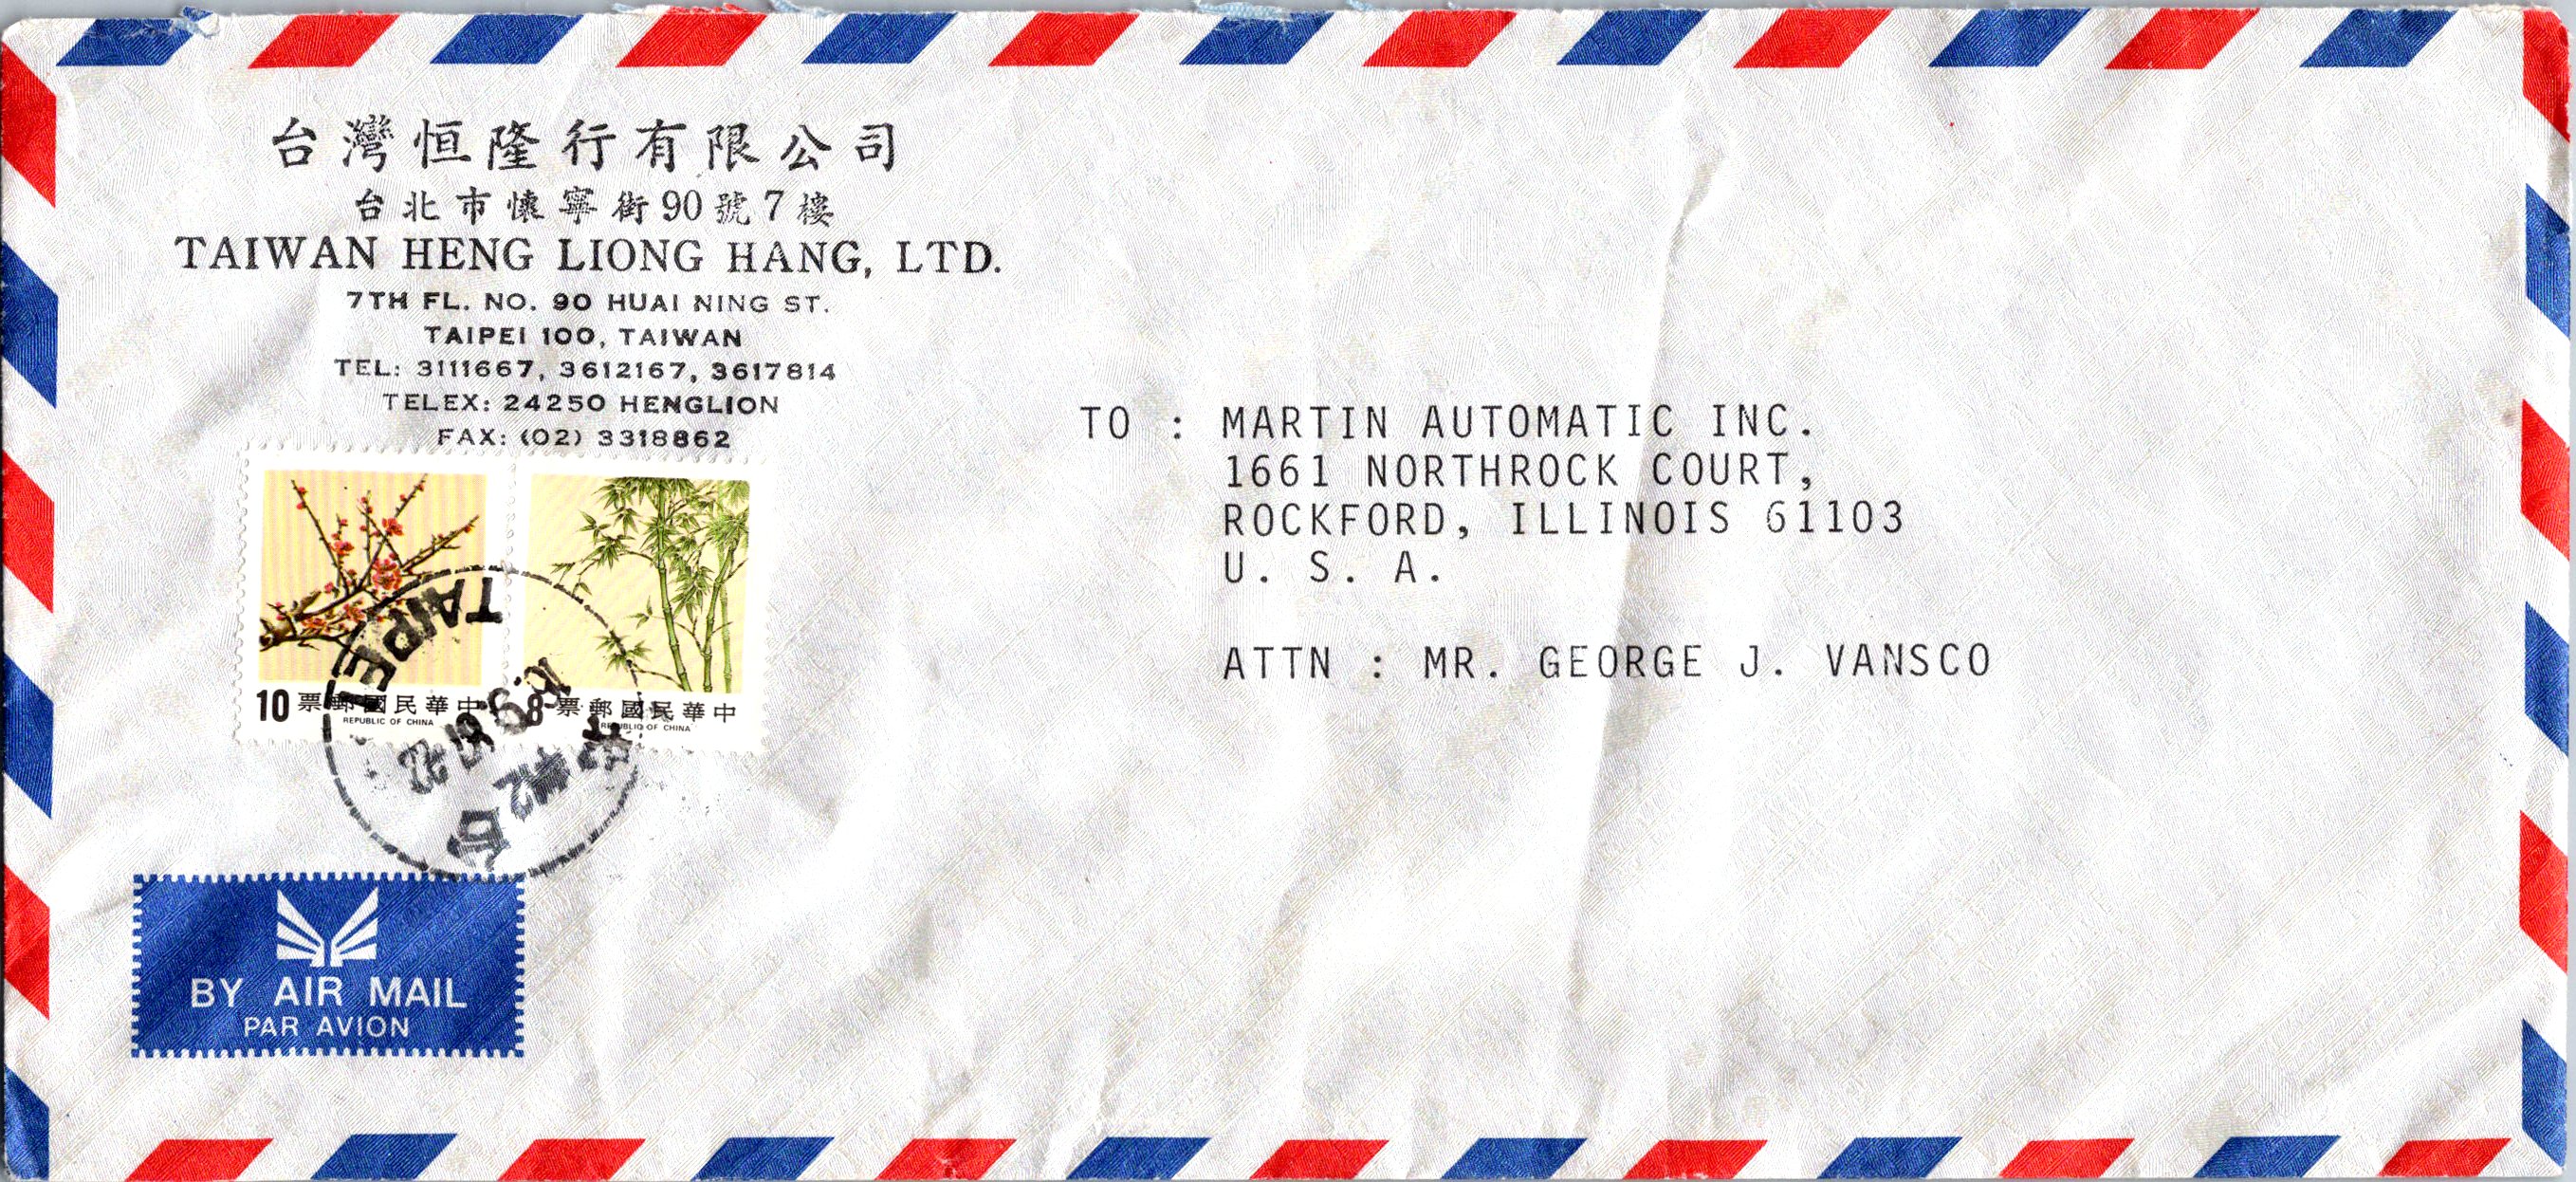 台灣恒隆行有限公司
台北市懷寧街90號7樓
TAIWAN HENG LIONG HANG, LTD.
7TH FL. NO. 90 HUAI NING ST.
TAIPEI 100, TAIWAN
TEL: 3111667, 3612167, 3617814
TELEX: 24250 HENGLION
FAX: (02) 3318862
TO : MARTIN AUTOMATIC INC.
1661 NORTHROCK COURT,
ROCKFORD, ILLINOIS 61103
U. S. A.
ATTN : MR. GEORGE J. VANSCO
10 票郵國民華中
REPUBLIC OF CHINA
8 票郵國民華中
REPUBLIC OF CHINA
TAIPEI
BY AIR MAIL
PAR AVION